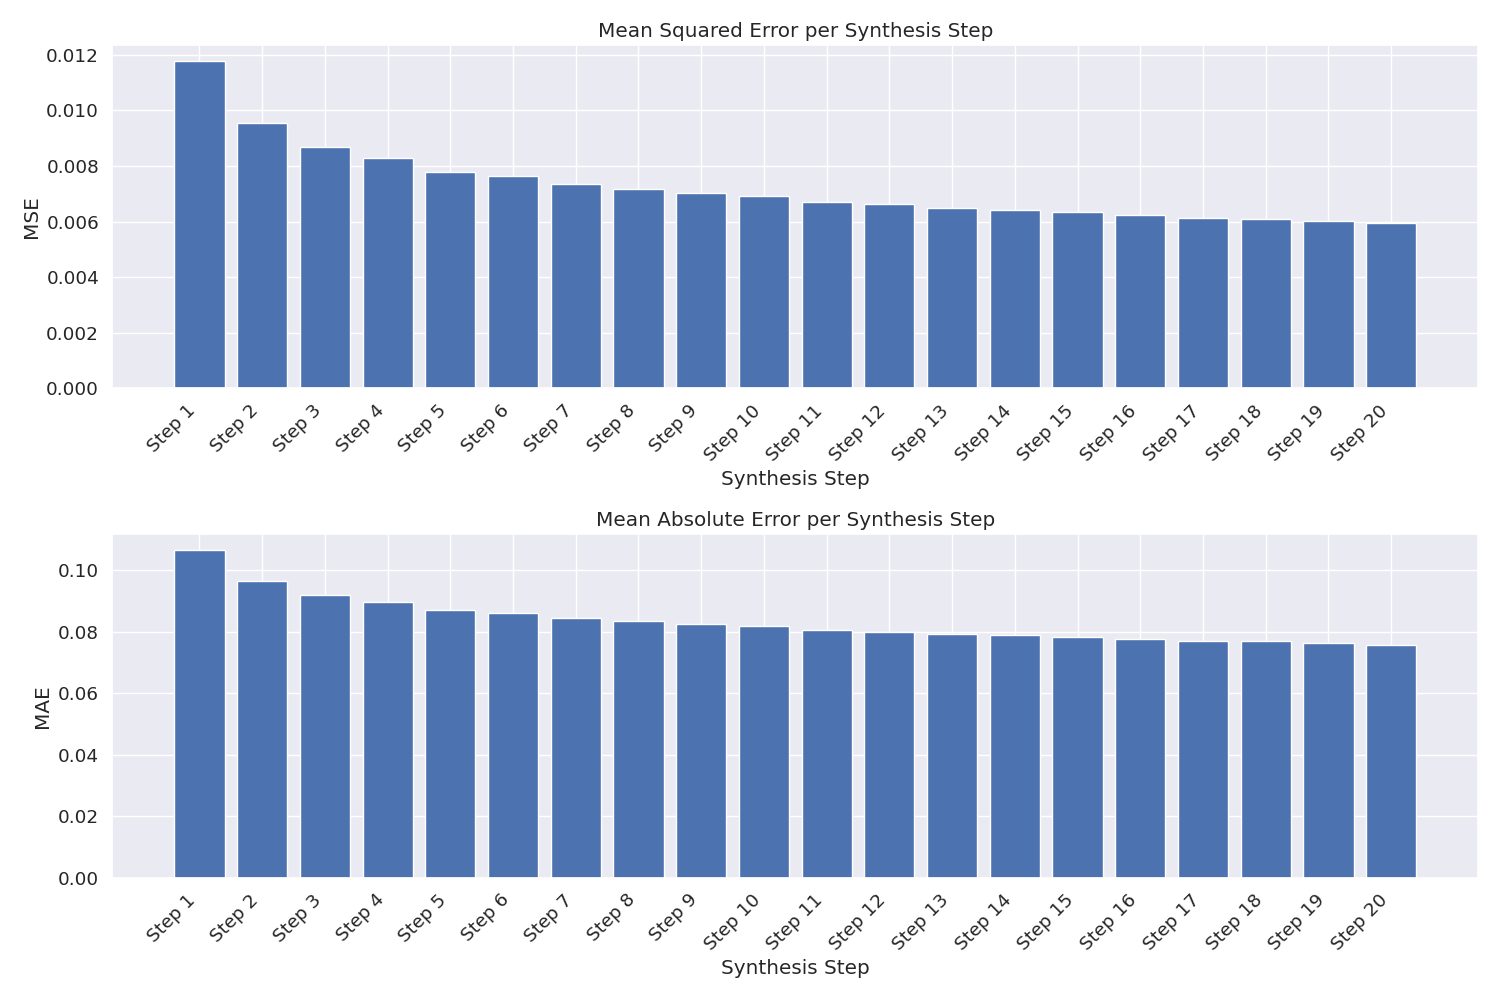 Mean Squared Error per Synthesis Step
0.012
0.010
0.008
0.006
0.004
0.002
0.000
MSE
Step 1
Step 2
Step 3
Step 4
Step 5
Step 6
Step 7
Step 8
Step 9
Step 10
Step 11
Step 12
Step 13
Step 14
Step 15
Step 16
Step 17
Step 18
Step 19
Step 20
Synthesis Step
Mean Absolute Error per Synthesis Step
0.10
0.08
0.06
0.04
0.02
0.00
MAE
Step 1
Step 2
Step 3
Step 4
Step 5
Step 6
Step 7
Step 8
Step 9
Step 10
Step 11
Step 12
Step 13
Step 14
Step 15
Step 16
Step 17
Step 18
Step 19
Step 20
Synthesis Step